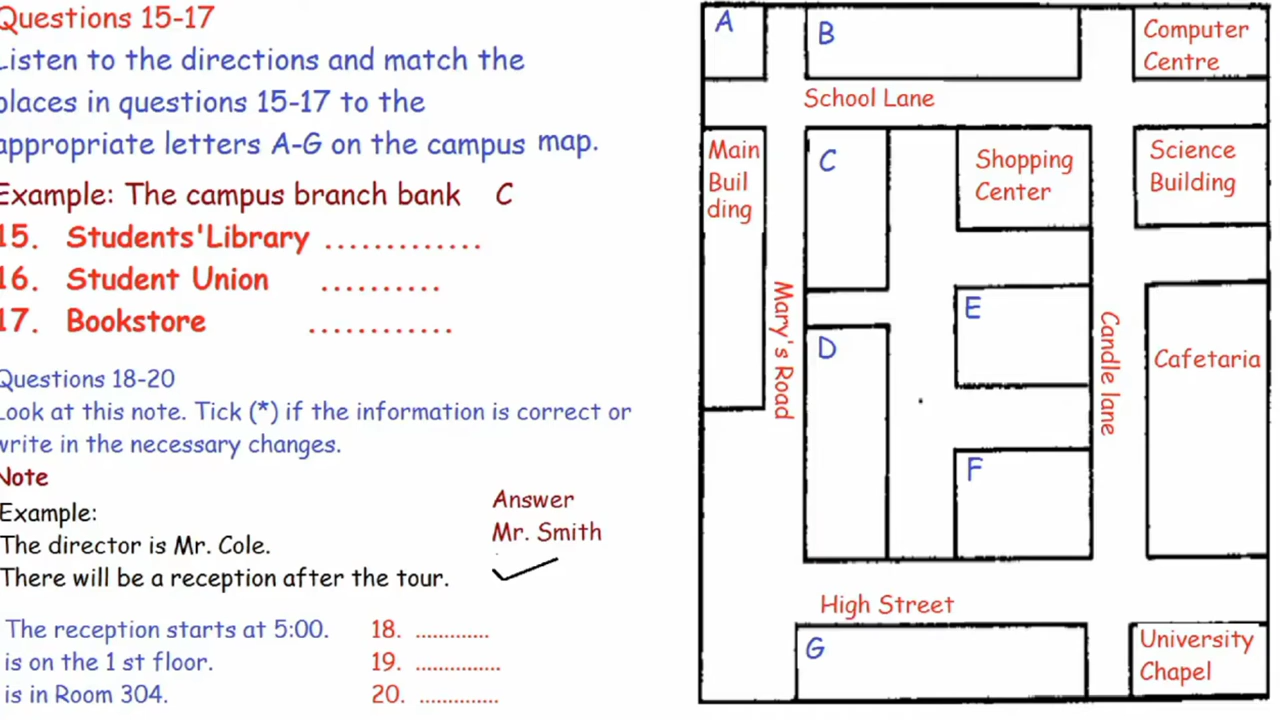 Questions 15-17
Listen to the directions and match the
places in questions 15-17 to the
appropriate letters A-G on the campus map.
Example: The campus branch bank C
15. Students'Library .............
16. Student Union ..........
17. Bookstore ............
Questions 18-20
Look at this note. Tick (*) if the information is correct or
write in the necessary changes.
Note
Example:
Answer
The director is Mr. Cole.
Mr. Smith
There will be a reception after the tour.
The reception starts at 5:00. 18. ............
is on the 1 st floor. 19. ..............
is in Room 304. 20. .............
A
B
Computer
Centre
School Lane
Main
Buil
ding
C
Shopping
Center
Science
Building
Mary's Road
D
E
Candle lane
Cafetaria
F
High Street
G
University
Chapel